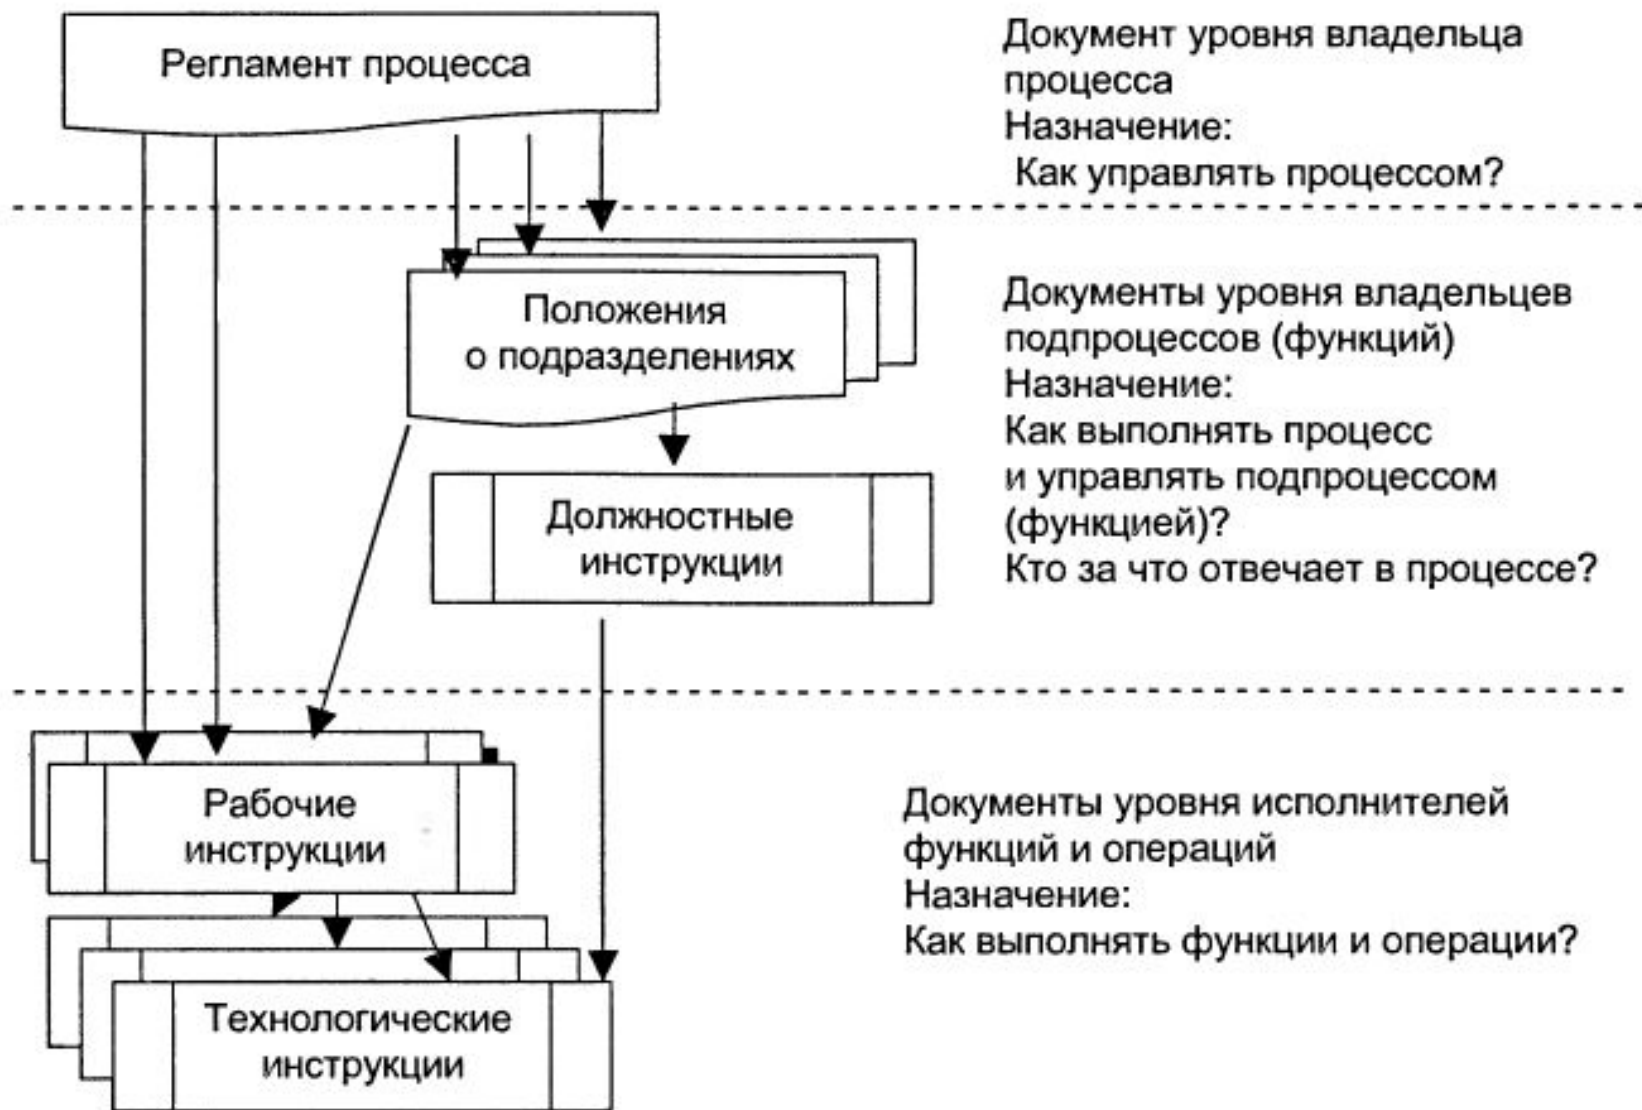 Регламент процесса
Документ уровня владельца
процесса
Назначение:
Как управлять процессом?
Положения
о подразделениях
Должностные
инструкции
Документы уровня владельцев
подпроцессов (функций)
Назначение:
Как выполнять процесс
и управлять подпроцессом
(функцией)?
Кто за что отвечает в процессе?
Рабочие
инструкции
Технологические
инструкции
Документы уровня исполнителей
функций и операций
Назначение:
Как выполнять функции и операции?